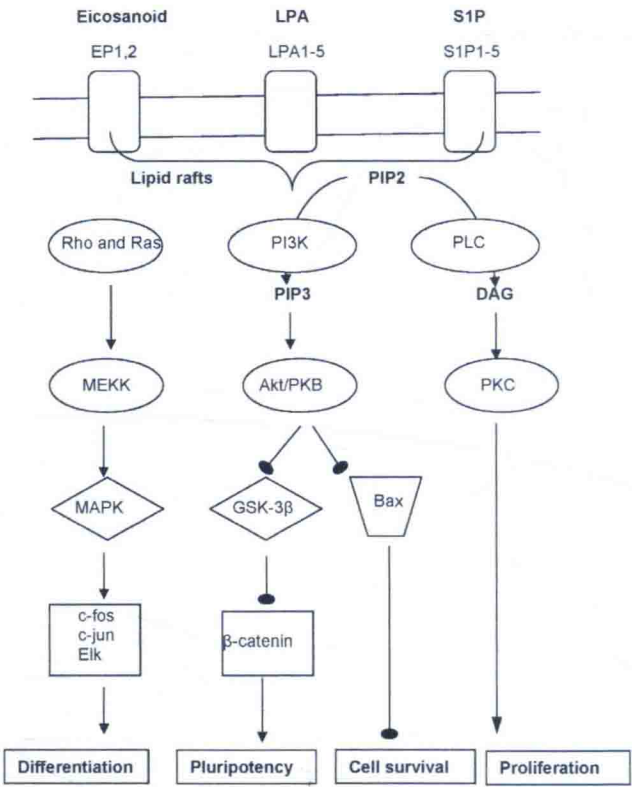 Eicosanoid LPA S1P
EP1,2 LPA1-5 S1P1-5
Lipid rafts PIP2
Rho and Ras PI3K PLC
PIP3 DAG
MEKK Akt/PKB PKC
MAPK GSK-3β Bax
c-fos
c-jun
Elk
β-catenin
Differentiation Pluripotency Cell survival Proliferation